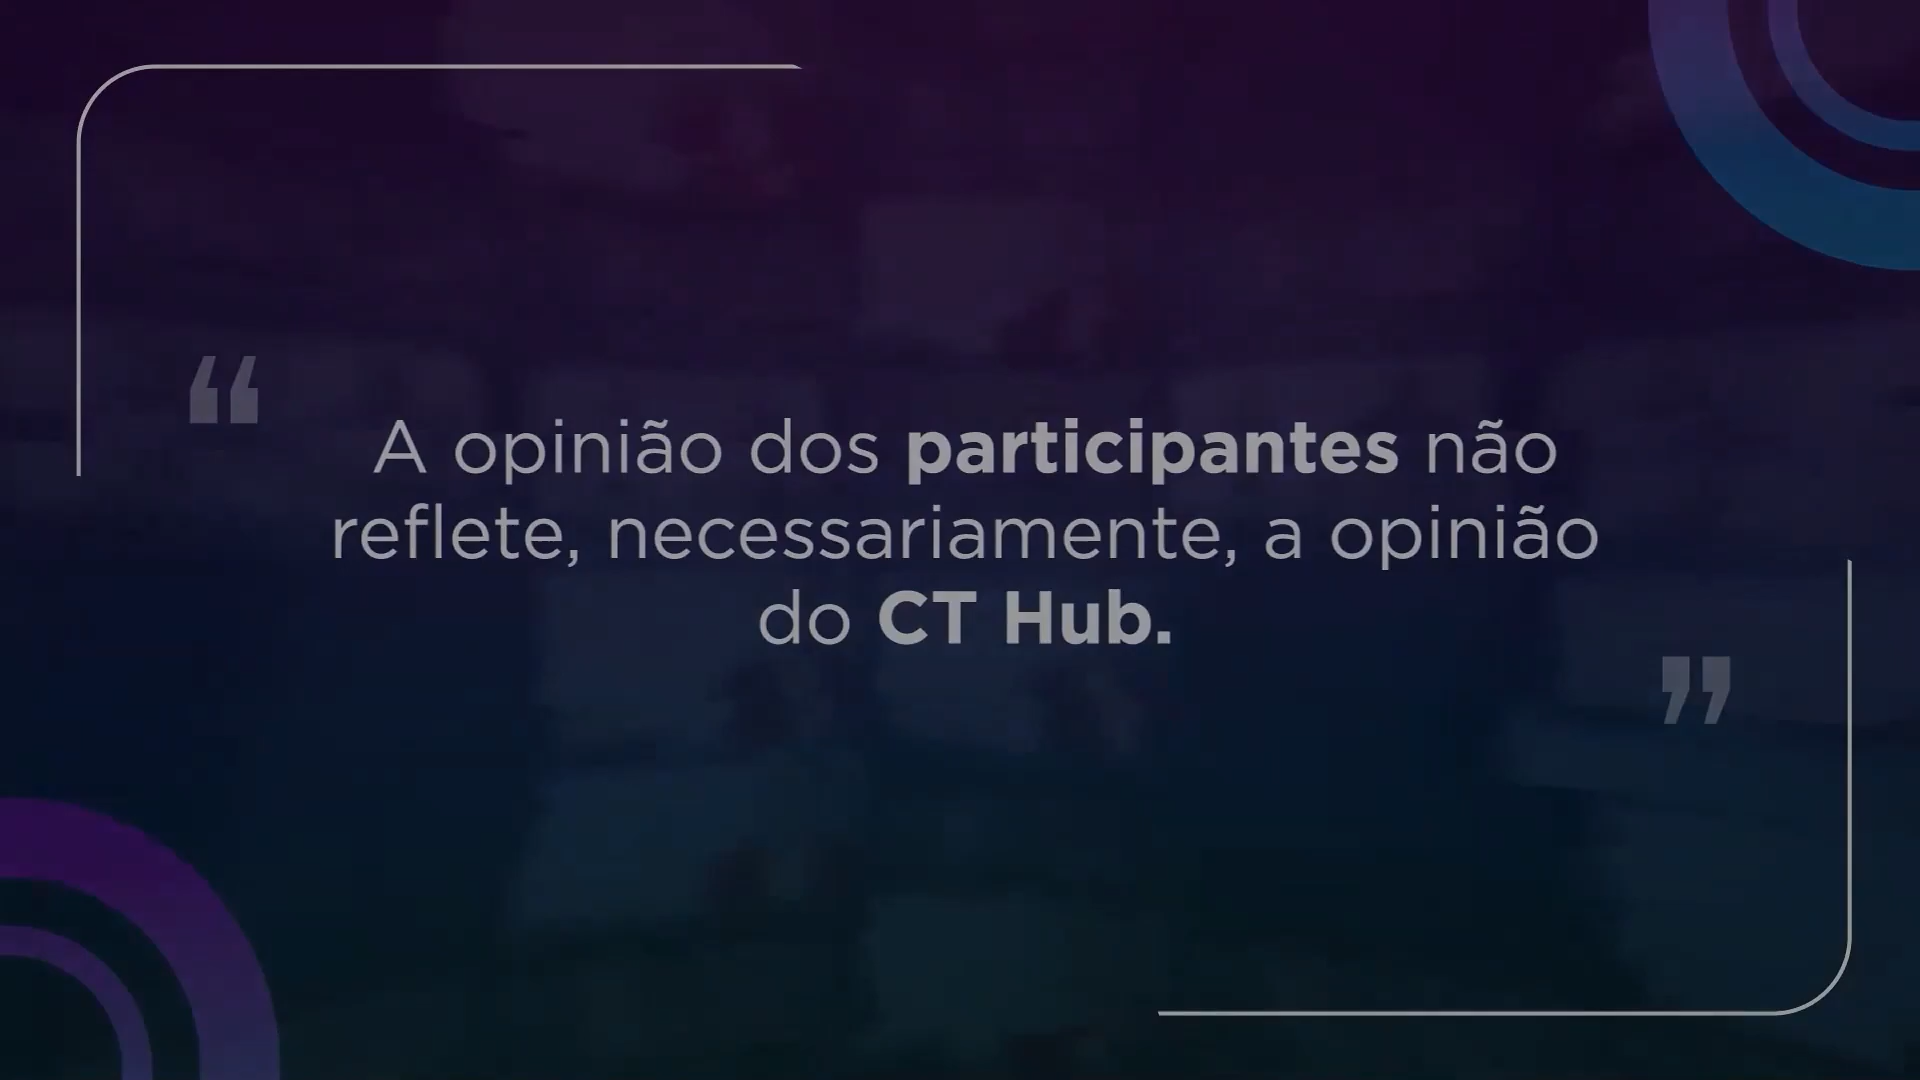 “
A opinião dos participantes não
reflete, necessariamente, a opinião
do CT Hub.
”